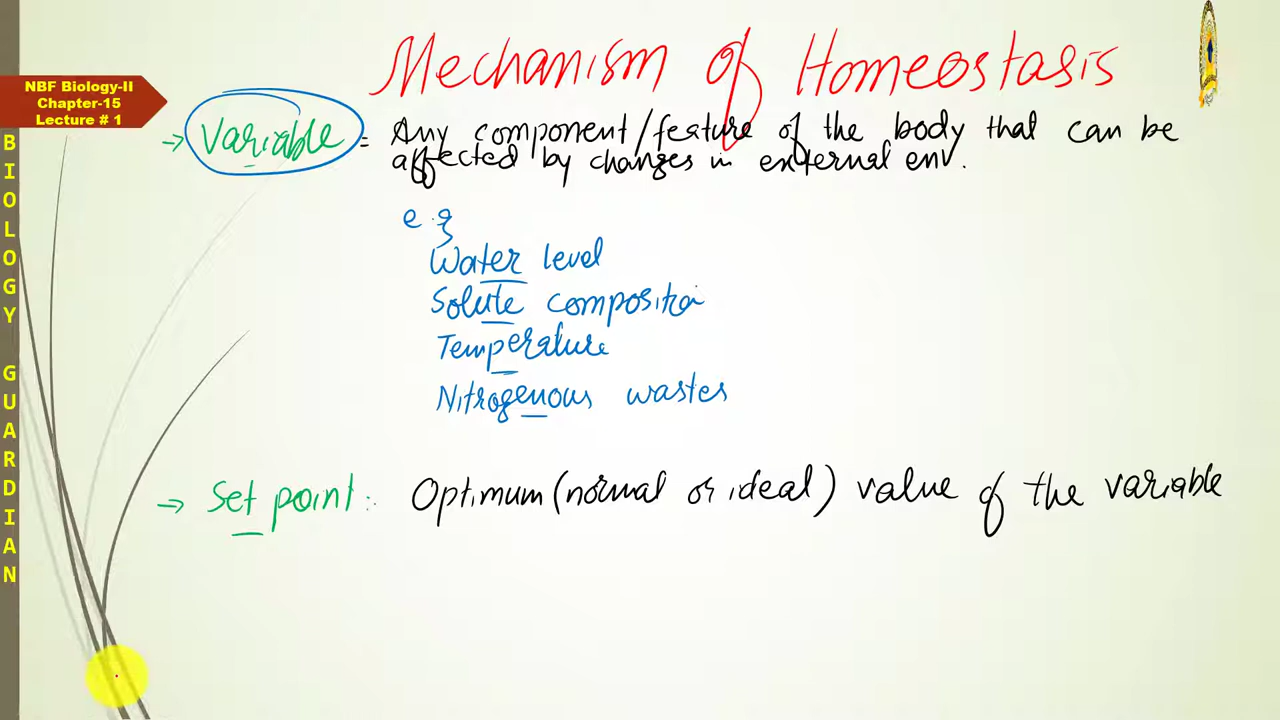 Mechanism of Homeostasis
NBF Biology-II
Chapter-15
Lecture # 1
BIOLOGY GUARDIAN
→ Variable = Any component/feature of the body that can be
affected by changes in external env.
e.g
Water level
Solute compositio
Temperature
Nitrogenous wastes
→ Set point: Optimum (normal or ideal) value of the variable